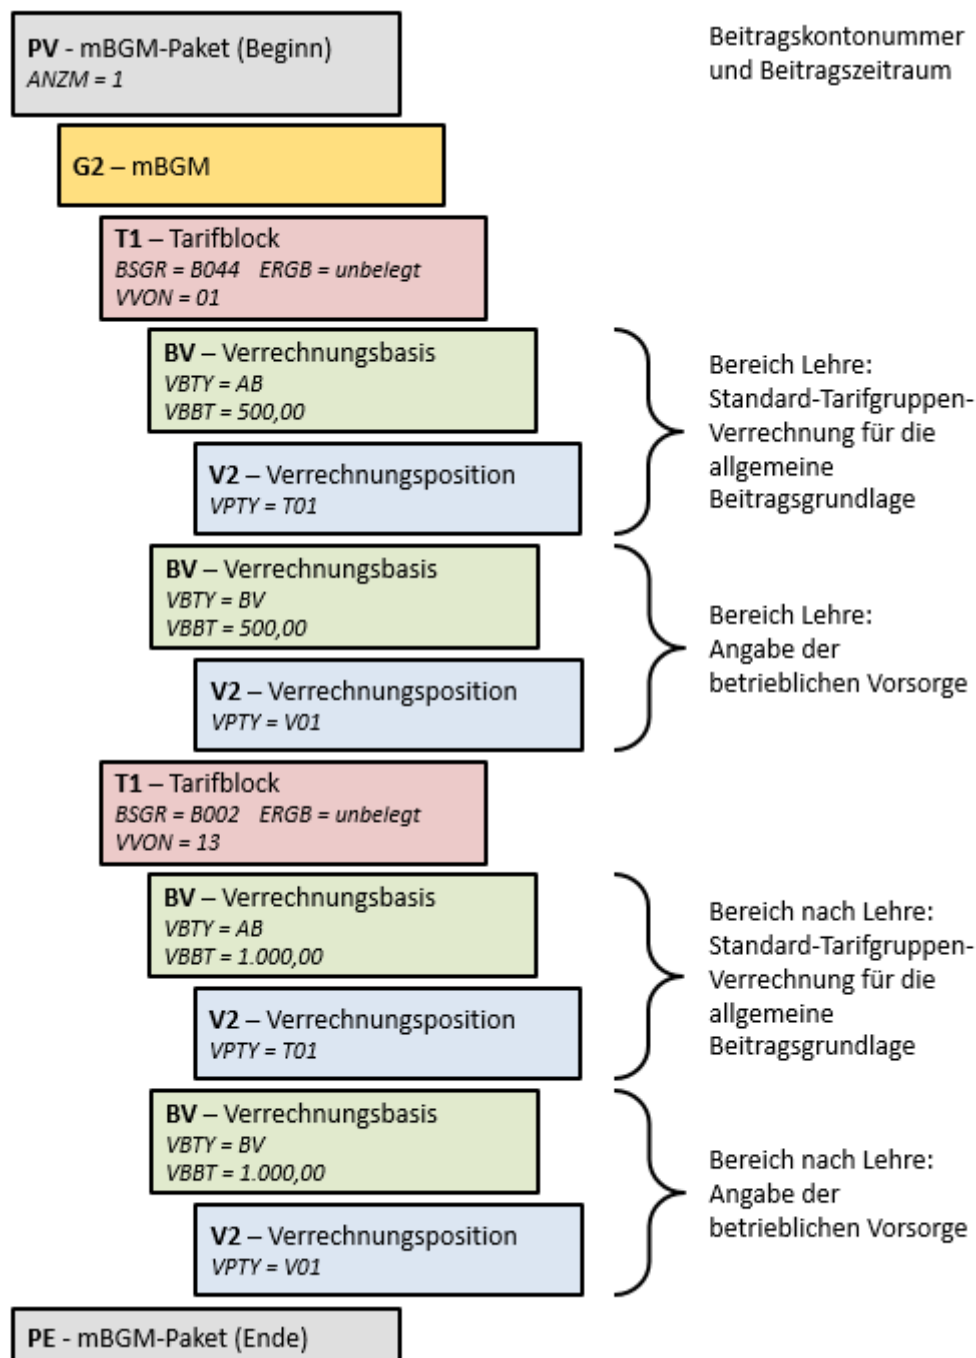 PV - mBGM-Paket (Beginn)
ANZM = 1
Beitragskontonummer
und Beitragszeitraum
G2 – mBGM
T1 – Tarifblock
BSGR = B044 ERGB = unbelegt
VVON = 01
BV – Verrechnungsbasis
VBTY = AB
VBBT = 500,00
V2 – Verrechnungsposition
VPTY = T01
Bereich Lehre:
Standard-Tarifgruppen-
Verrechnung für die
allgemeine
Beitragsgrundlage
BV – Verrechnungsbasis
VBTY = BV
VBBT = 500,00
V2 – Verrechnungsposition
VPTY = V01
Bereich Lehre:
Angabe der
betrieblichen Vorsorge
T1 – Tarifblock
BSGR = B002 ERGB = unbelegt
VVON = 13
BV – Verrechnungsbasis
VBTY = AB
VBBT = 1.000,00
V2 – Verrechnungsposition
VPTY = T01
Bereich nach Lehre:
Standard-Tarifgruppen-
Verrechnung für die
allgemeine
Beitragsgrundlage
BV – Verrechnungsbasis
VBTY = BV
VBBT = 1.000,00
V2 – Verrechnungsposition
VPTY = V01
Bereich nach Lehre:
Angabe der
betrieblichen Vorsorge
PE - mBGM-Paket (Ende)